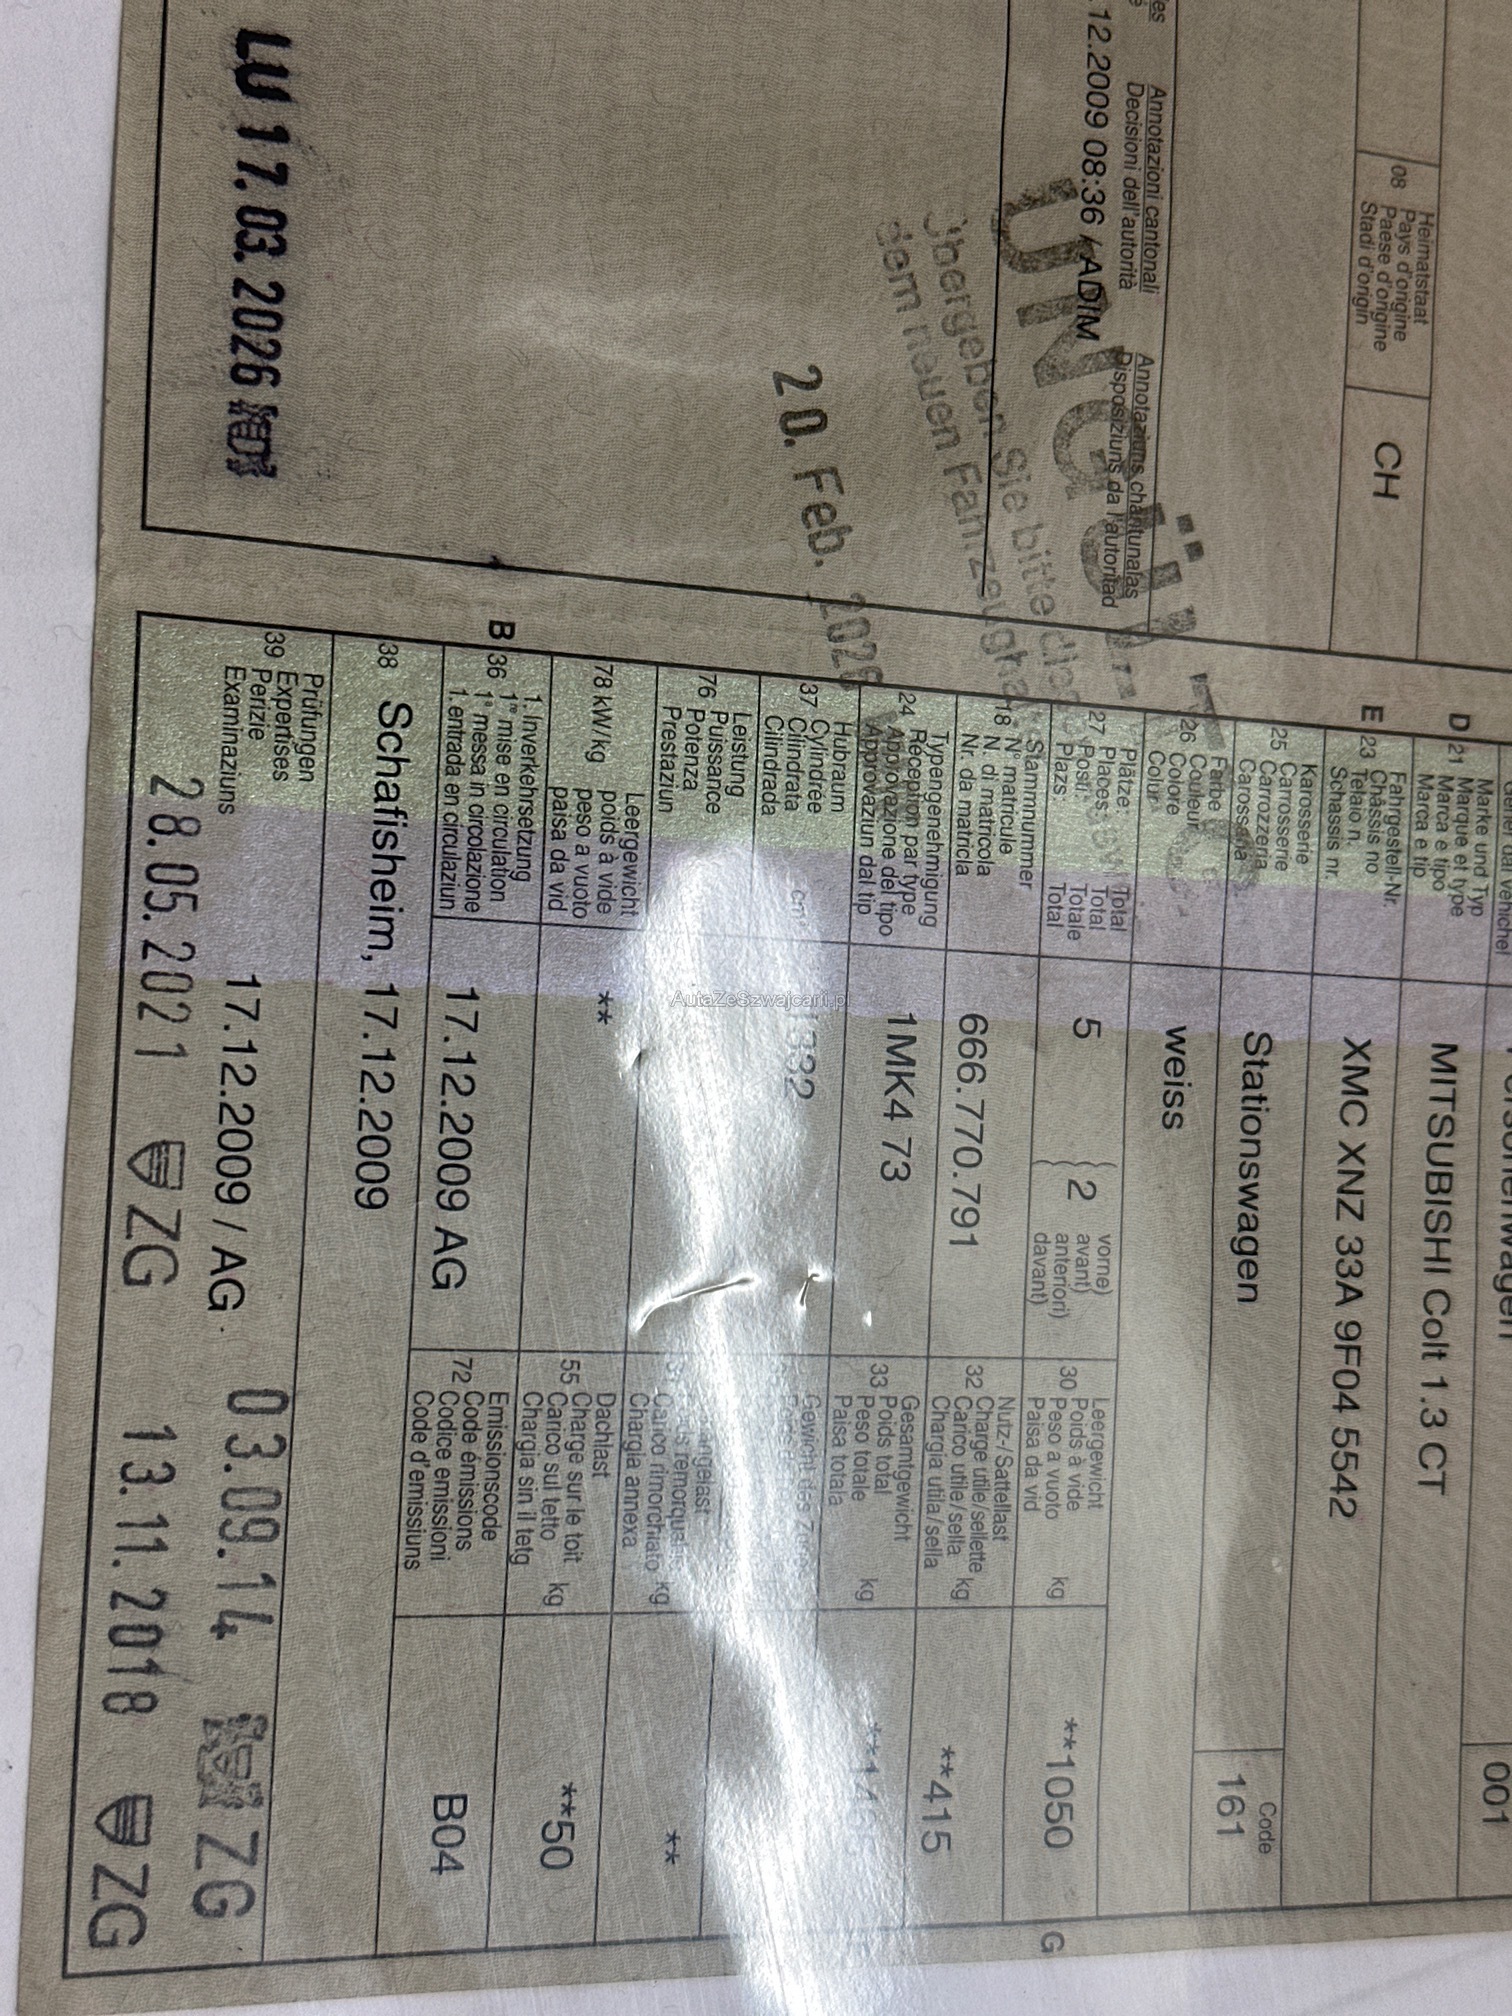 Heimatstaat
08 Pays d'origine
Paese d'origine
Stadi d'origin
CH
Annotazioni cantonali
Decisioni dell'autorità
Annotaziuns chantunalas
Disposiziuns da l'autoritad
12.2009 08:36 / ADIM
Übergeben Sie bitte
dem neuen
20. Feb. 2026
LU 17. 03. 2026
001
D 21 Marke und Typ
Marque et type
Marca e tipo
Marca e tip
MITSUBISHI Colt 1.3 CT
E 23 Fahrgestell-Nr.
Châssis no
Telaio n.
Schassis nr.
XMC XNZ 33A 9F04 5542
25 Karosserie
Carrosserie
Carrozzeria
Carossaria
Stationswagen
Code
161
26 Farbe
Couleur
Colore
Colur
weiss
27 Plätze: Total
Places: Total
Posti: Totale
Plazs: Total
5
2
vorne)
avant)
anteriori)
davant)
30 Leergewicht
Poids à vide
Peso a vuoto
Paisa da vid
kg
**1050
G
18 Stammnummer
N° matricule
N. di matricola
Nr. da matricla
666.770.791
32 Nutz-/Sattellast
Charge utile/sellette
Carico utile/sella
Chargia utila/sella
kg
**415
24 Typengenehmigung
Réception par type
Approvazione del tipo
Approvaziun dal tip
1MK4 73
33 Gesamtgewicht
Poids total
Peso totale
Paisa totala
kg
37 Hubraum
Cylindrée
Cilindrata
Cilindrada
cm³
76 Leistung
Puissance
Potenza
Prestaziun
Carico rimorchiato
Chargia annexa
kg
**
78 kW/kg
Leergewicht
poids à vide
peso a vuoto
paisa da vid
**
55 Dachlast
Charge sur le toit
Carico sul tetto
Chargia sin il tetg
kg
**50
B 36 1. Inverkehrsetzung
1re mise en circulation
1a messa in circolazione
1. entrada en circulaziun
17.12.2009 AG
72 Emissionscode
Code émissions
Codice emissioni
Code d'emissiuns
B04
38 Schafisheim, 17.12.2009
39 Prüfungen
Expertises
Perizie
Examinaziuns
17.12.2009 / AG
03.09.14 ZG
28.05.2021 ZG
13.11.2018 ZG
AutaZeSzwajcarii.pl